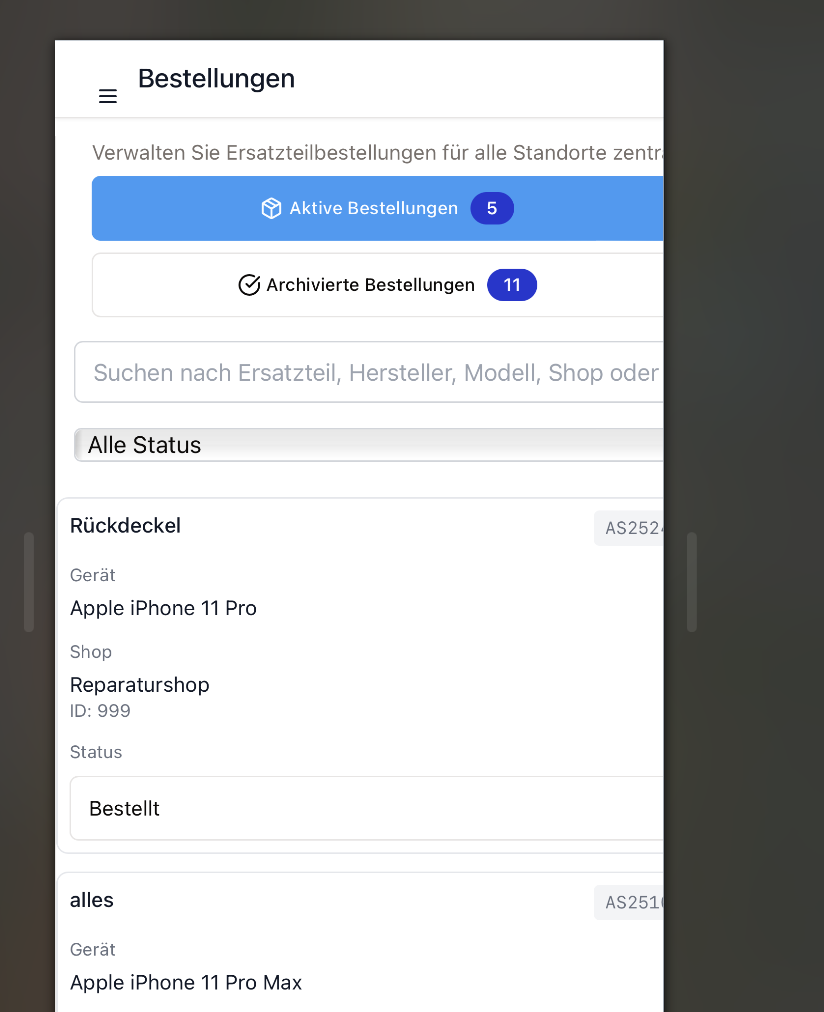 Bestellungen
Verwalten Sie Ersatzteilbestellungen für alle Standorte
Aktive Bestellungen 5
Archivierte Bestellungen 11
Suchen nach Ersatzteil, Hersteller, Modell, Shop oder
Alle Status
Rückdeckel AS252
Gerät
Apple iPhone 11 Pro
Shop
Reparaturshop
ID: 999
Status
Bestellt
alles AS251
Gerät
Apple iPhone 11 Pro Max